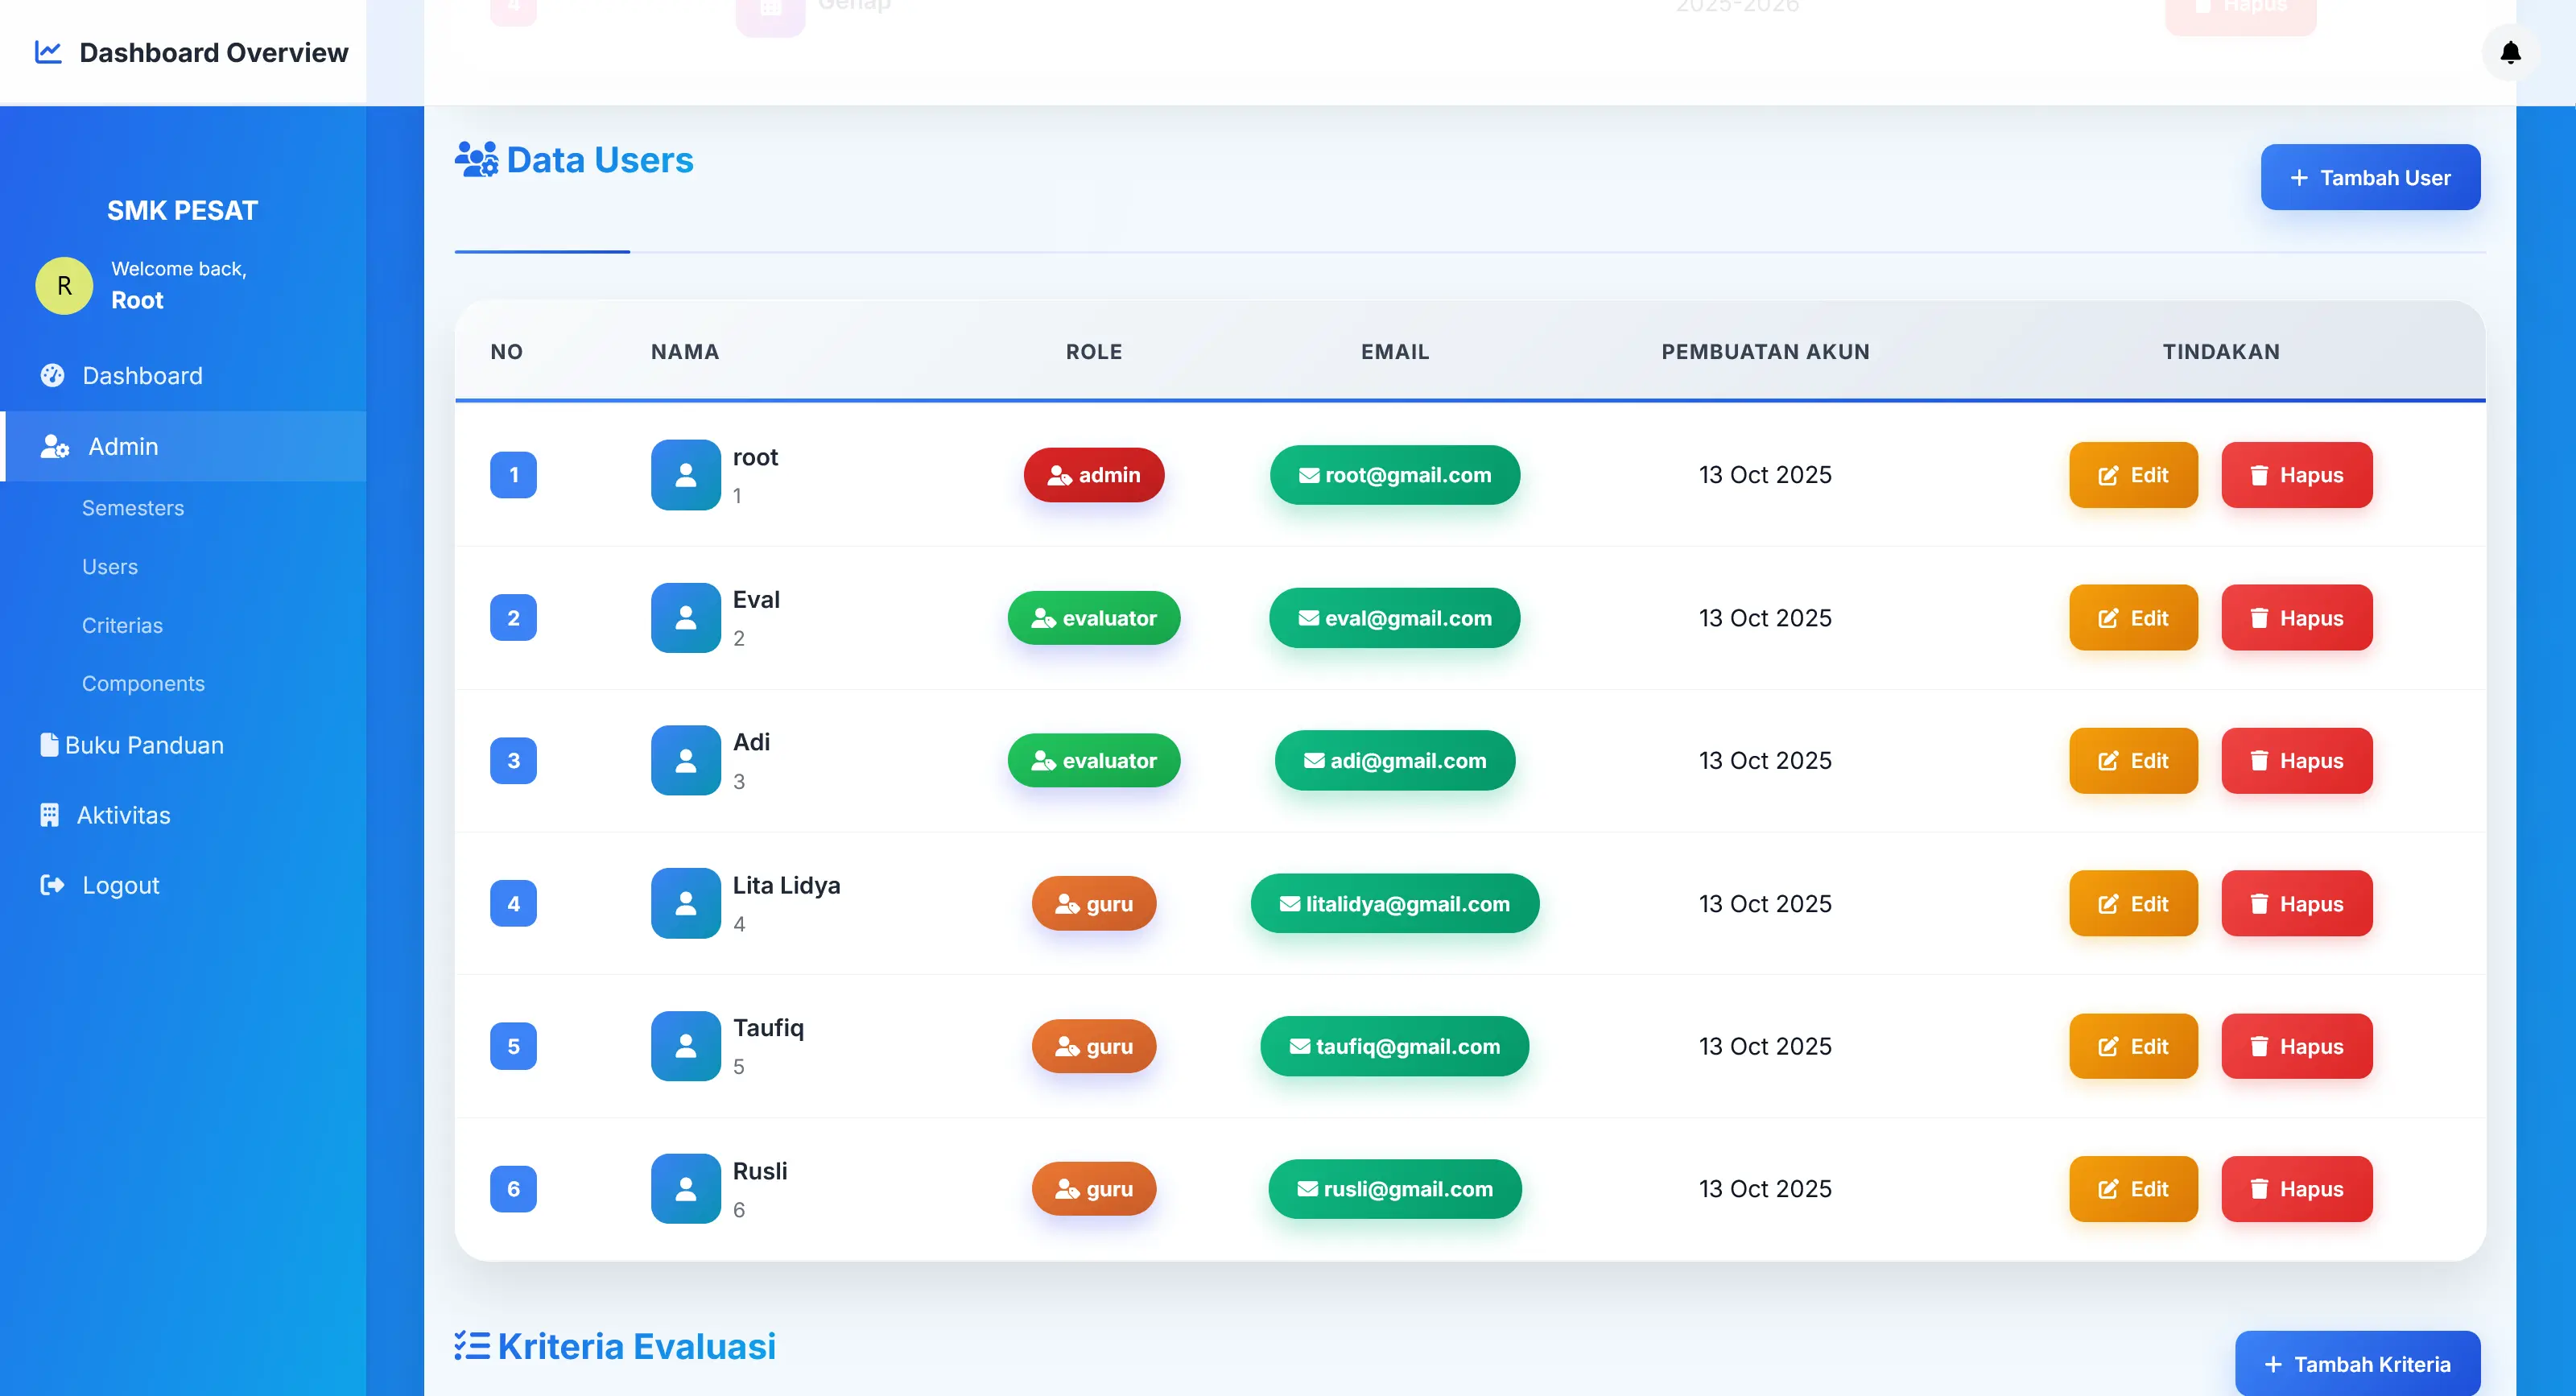 4 Genap 2025-2026 Hapus
Dashboard Overview
SMK PESAT
R
Welcome back,
Root
Dashboard
Admin
Semesters
Users
Criterias
Components
Buku Panduan
Aktivitas
Logout
Data Users
+ Tambah User
NO NAMA ROLE EMAIL PEMBUATAN AKUN TINDAKAN
1 root admin root@gmail.com 13 Oct 2025 Edit Hapus
1
2 Eval evaluator eval@gmail.com 13 Oct 2025 Edit Hapus
2
3 Adi evaluator adi@gmail.com 13 Oct 2025 Edit Hapus
3
4 Lita Lidya guru litalidya@gmail.com 13 Oct 2025 Edit Hapus
4
5 Taufiq guru taufiq@gmail.com 13 Oct 2025 Edit Hapus
5
6 Rusli guru rusli@gmail.com 13 Oct 2025 Edit Hapus
6
Kriteria Evaluasi
+ Tambah Kriteria